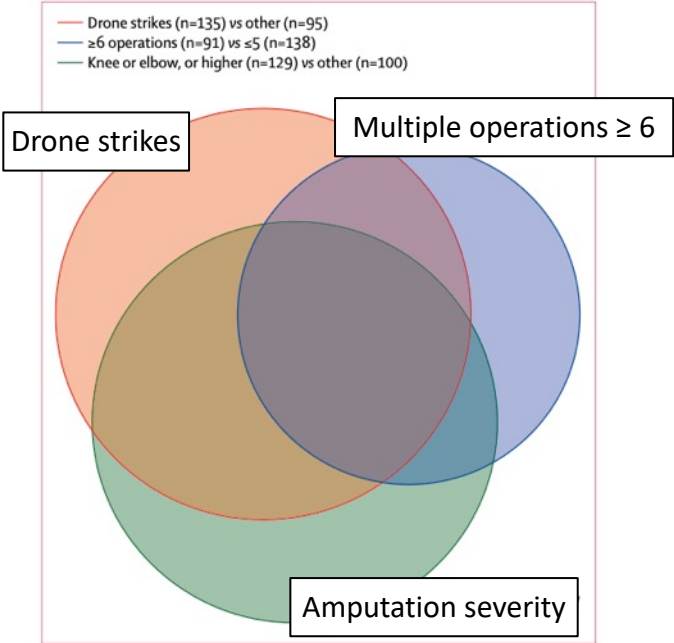 Drone strikes (n=135) vs other (n=95)
≥6 operations (n=91) vs ≤5 (n=138)
Knee or elbow, or higher (n=129) vs other (n=100)
Multiple operations ≥ 6
Drone strikes
Amputation severity